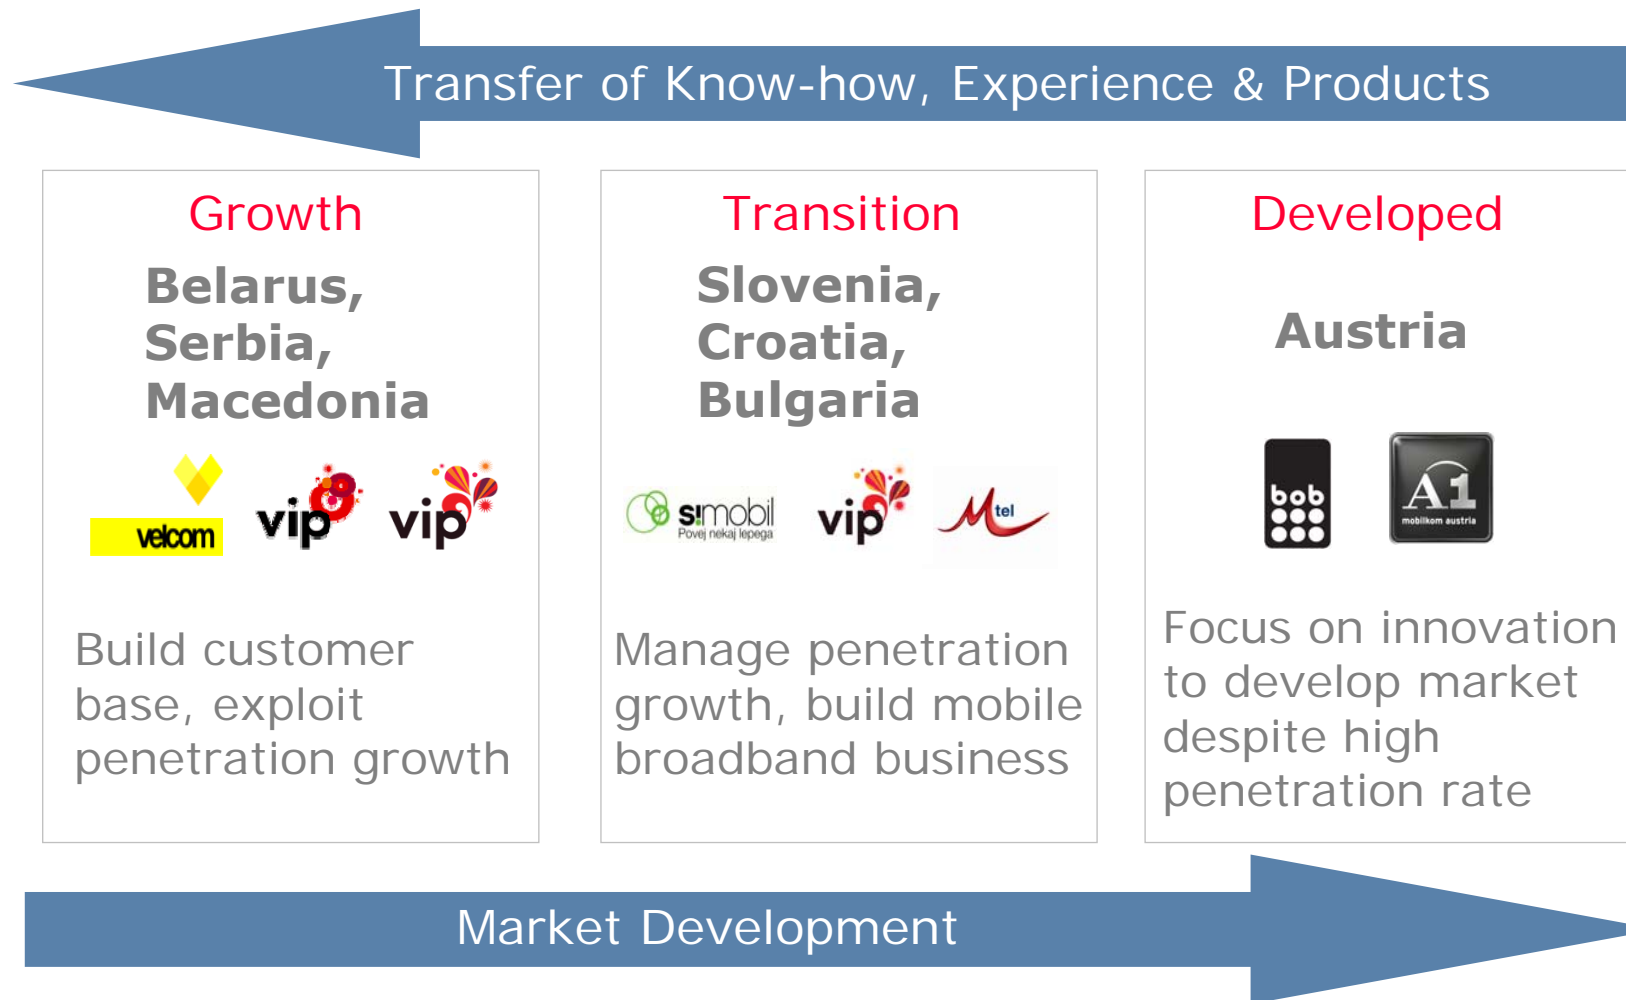 Transfer of Know-how, Experience & Products
Growth
Belarus,
Serbia,
Macedonia
velcom
vip
vip
Build customer
base, exploit
penetration growth
Transition
Slovenia,
Croatia,
Bulgaria
s!mobil
Povej nekaj lepega
vip
M tel
Manage penetration
growth, build mobile
broadband business
Developed
Austria
bob
A1
mobilkom austria
Focus on innovation
to develop market
despite high
penetration rate
Market Development